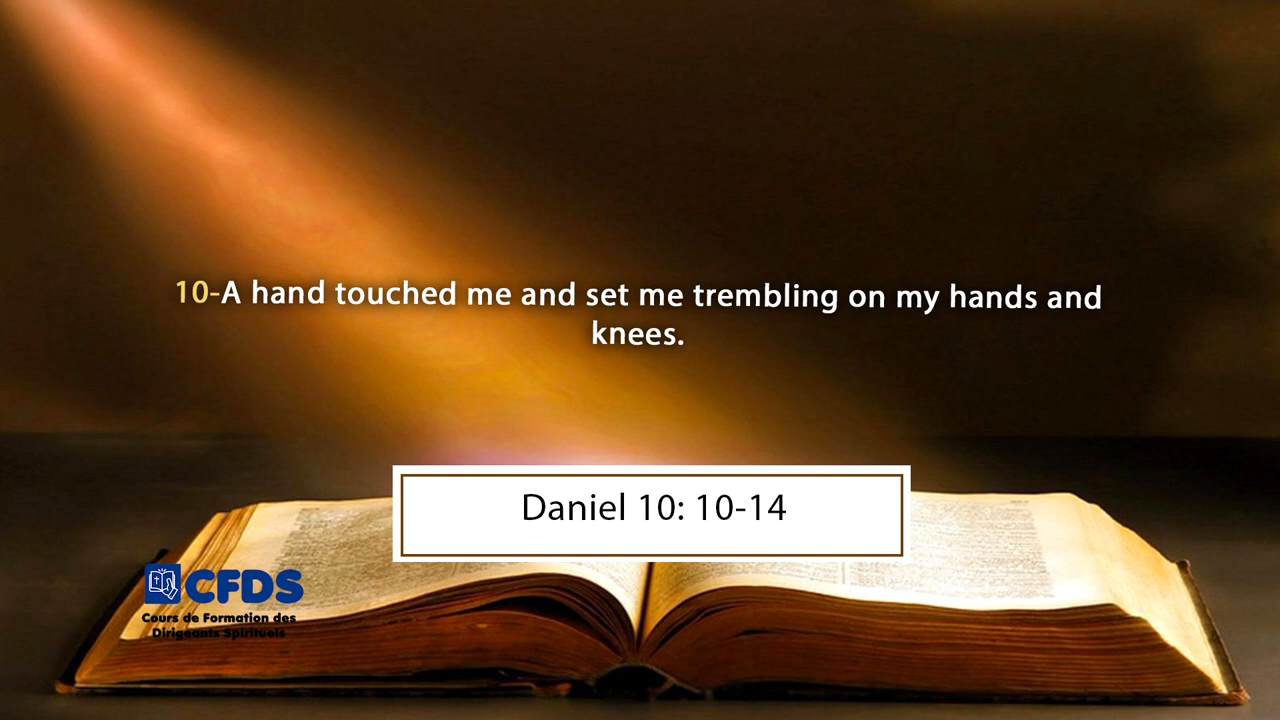 10-A hand touched me and set me trembling on my hands and
knees.
Daniel 10: 10-14
CFDS
Cours de Formation des
Dirigeants Spirituels